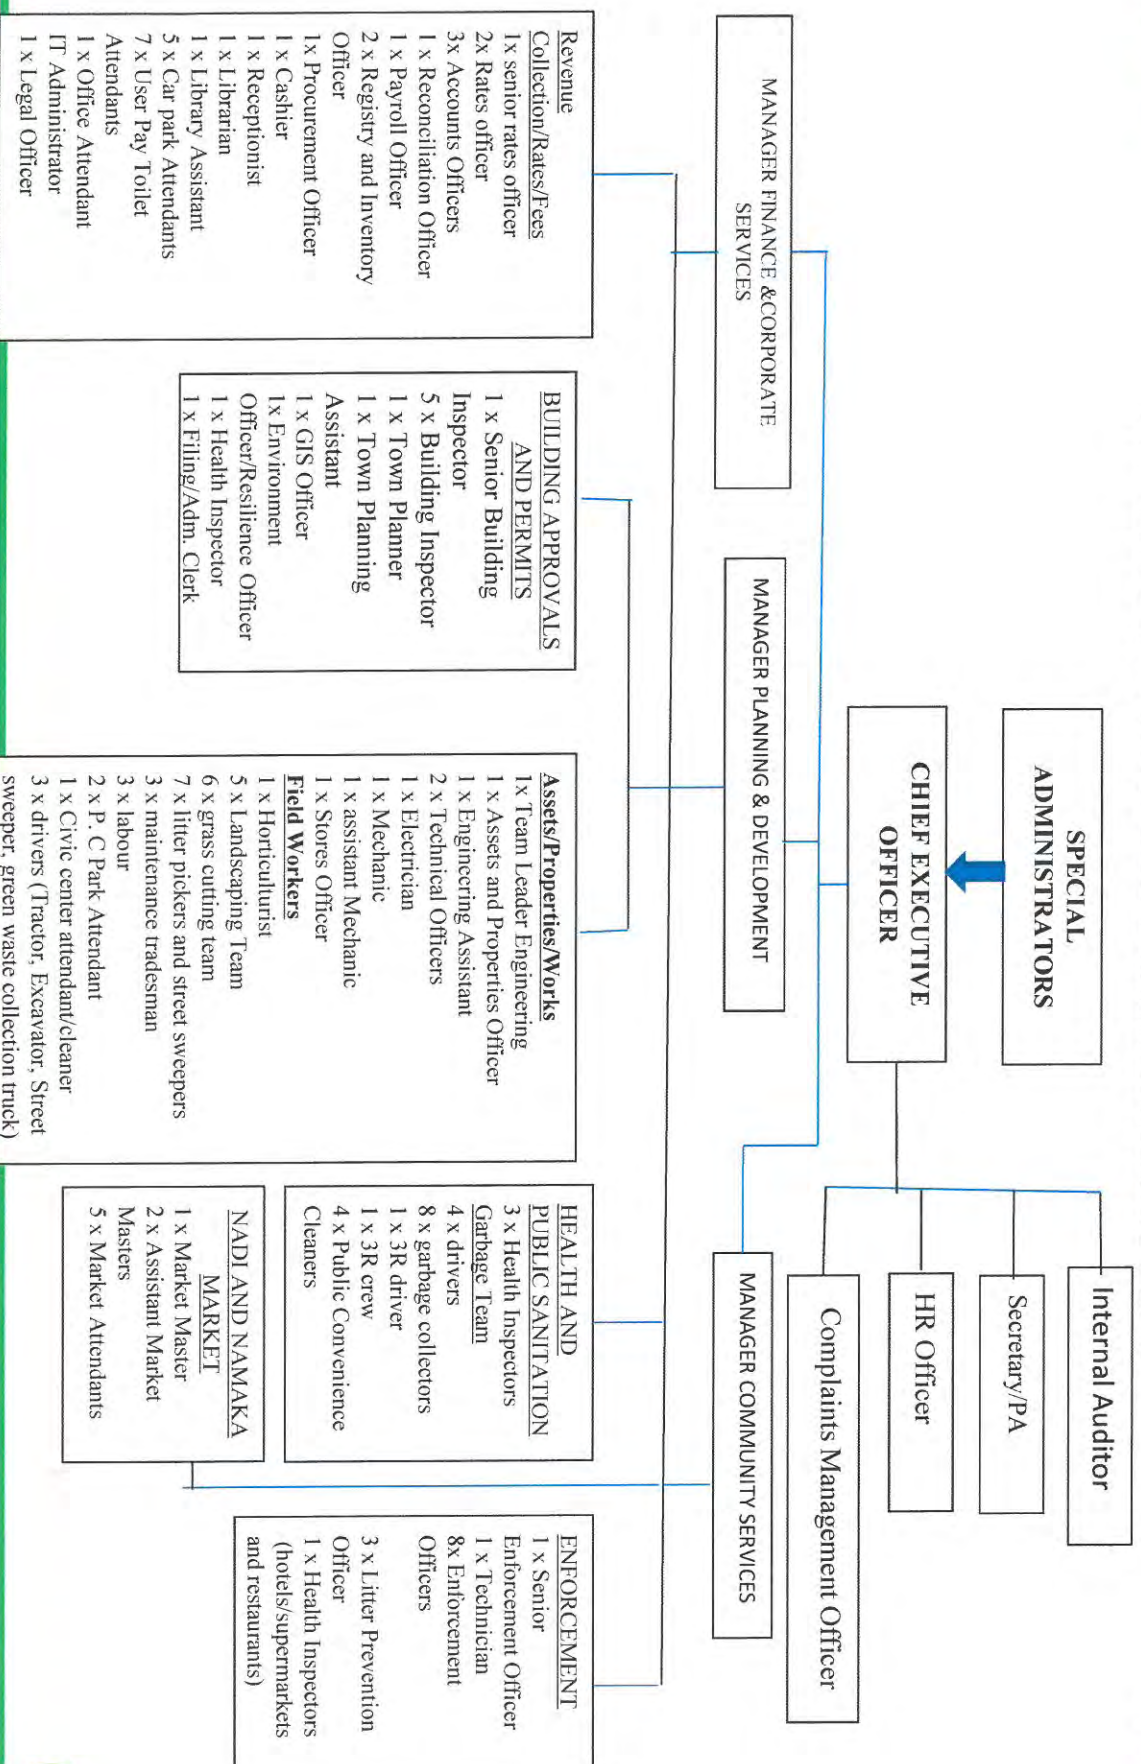 SPECIAL
ADMINISTRATORS
CHIEF EXECUTIVE
OFFICER
Internal Auditor
Secretary/PA
HR Officer
Complaints Management Officer
MANAGER FINANCE &CORPORATE
SERVICES
MANAGER PLANNING & DEVELOPMENT
MANAGER COMMUNITY SERVICES
Revenue
Collection/Rates/Fees
1x senior rates officer
2x Rates officer
3x Accounts Officers
1 x Reconciliation Officer
1 x Payroll Officer
2 x Registry and Inventory
Officer
1x Procurement Officer
1 x Cashier
1 x Receptionist
1 x Librarian
1 x Library Assistant
5 x Car park Attendants
7 x User Pay Toilet
Attendants
1 x Office Attendant
IT Administrator
1 x Legal Officer
BUILDING APPROVALS
AND PERMITS
1 x Senior Building
Inspector
5 x Building Inspector
1 x Town Planner
1 x Town Planning
Assistant
1 x GIS Officer
1x Environment
Officer/Resilience Officer
1 x Health Inspector
1 x Filing/Adm. Clerk
Assets/Properties/Works
1x Team Leader Engineering
1 x Assets and Properties Officer
1 x Engineering Assistant
2 x Technical Officers
1 x Electrician
1 x Mechanic
1 x assistant Mechanic
1 x Stores Officer
Field Workers
1 x Horticulturist
5 x Landscaping Team
6 x grass cutting team
7 x litter pickers and street sweepers
3 x maintenance tradesman
3 x labour
2 x P. C Park Attendant
1 x Civic center attendant/cleaner
3 x drivers (Tractor, Excavator, Street
sweeper, green waste collection truck)
HEALTH AND
PUBLIC SANITATION
3 x Health Inspectors
Garbage Team
4 x drivers
8 x garbage collectors
1 x 3R driver
1 x 3R crew
4 x Public Convenience
Cleaners
NADI AND NAMAKA
MARKET
1 x Market Master
2 x Assistant Market
Masters
5 x Market Attendants
ENFORCEMENT
1 x Senior
Enforcement Officer
1 x Technician
8x Enforcement
Officers
3 x Litter Prevention
Officer
1 x Health Inspectors
(hotels/supermarkets
and restaurants)